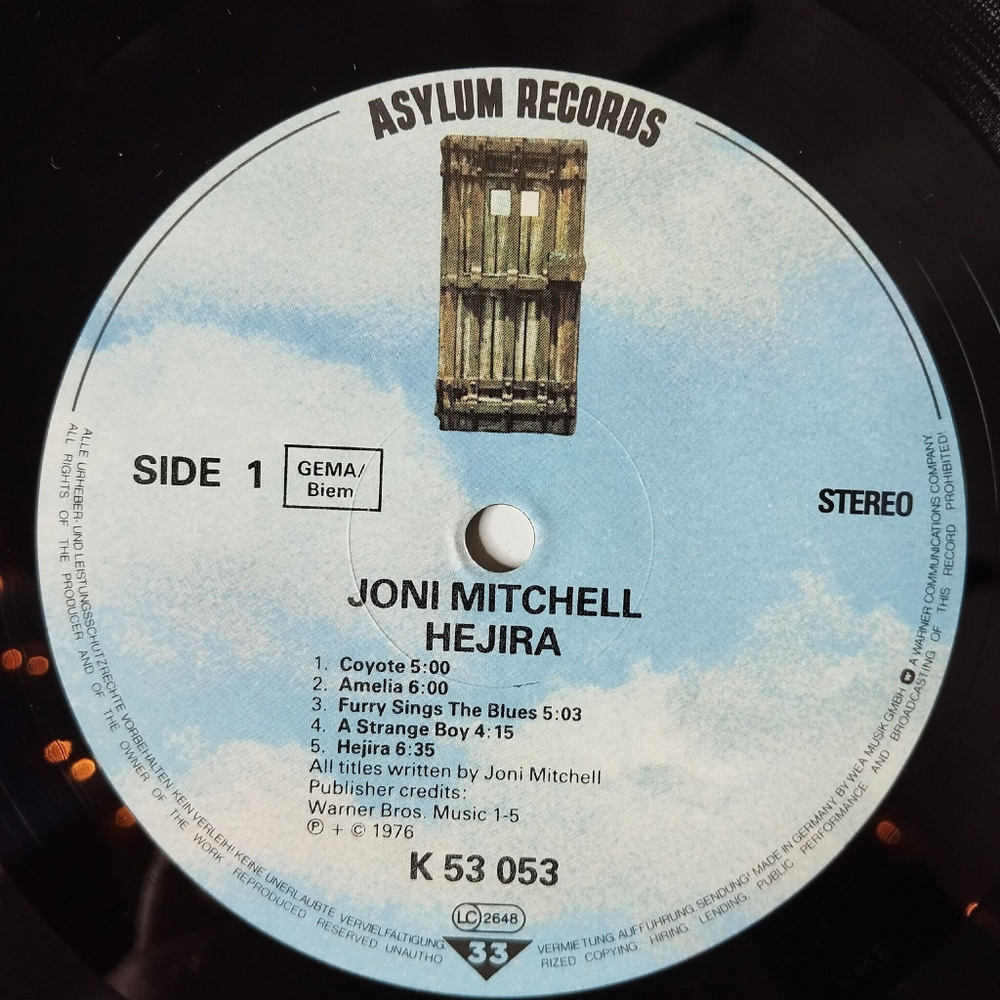 ASYLUM RECORDS
SIDE 1
GEMA/
Biem
STEREO
JONI MITCHELL
HEJIRA
1. Coyote 5:00
2. Amelia 6:00
3. Furry Sings The Blues 5:03
4. A Strange Boy 4:15
5. Hejira 6:35
All titles written by Joni Mitchell
Publisher credits:
Warner Bros. Music 1-5
℗ + © 1976
K 53 053
LC 2648
33
ALLE URHEBER- UND LEISTUNGSSCHUTZRECHTE VORBEHALTEN KEIN VERLEIH! KEINE UNERLAUBTE VERVIELFÄLTIGUNG, VERMIETUNG, AUFFÜHRUNG, SENDUNG! MADE IN GERMANY BY WEA MUSIK GMBH A WARNER COMMUNICATIONS COMPANY
ALL RIGHTS OF THE PRODUCER AND OF THE OWNER OF THE WORK REPRODUCED RESERVED UNAUTHORIZED COPYING HIRING LENDING PUBLIC PERFORMANCE AND BROADCASTING OF THIS RECORD PROHIBITED!